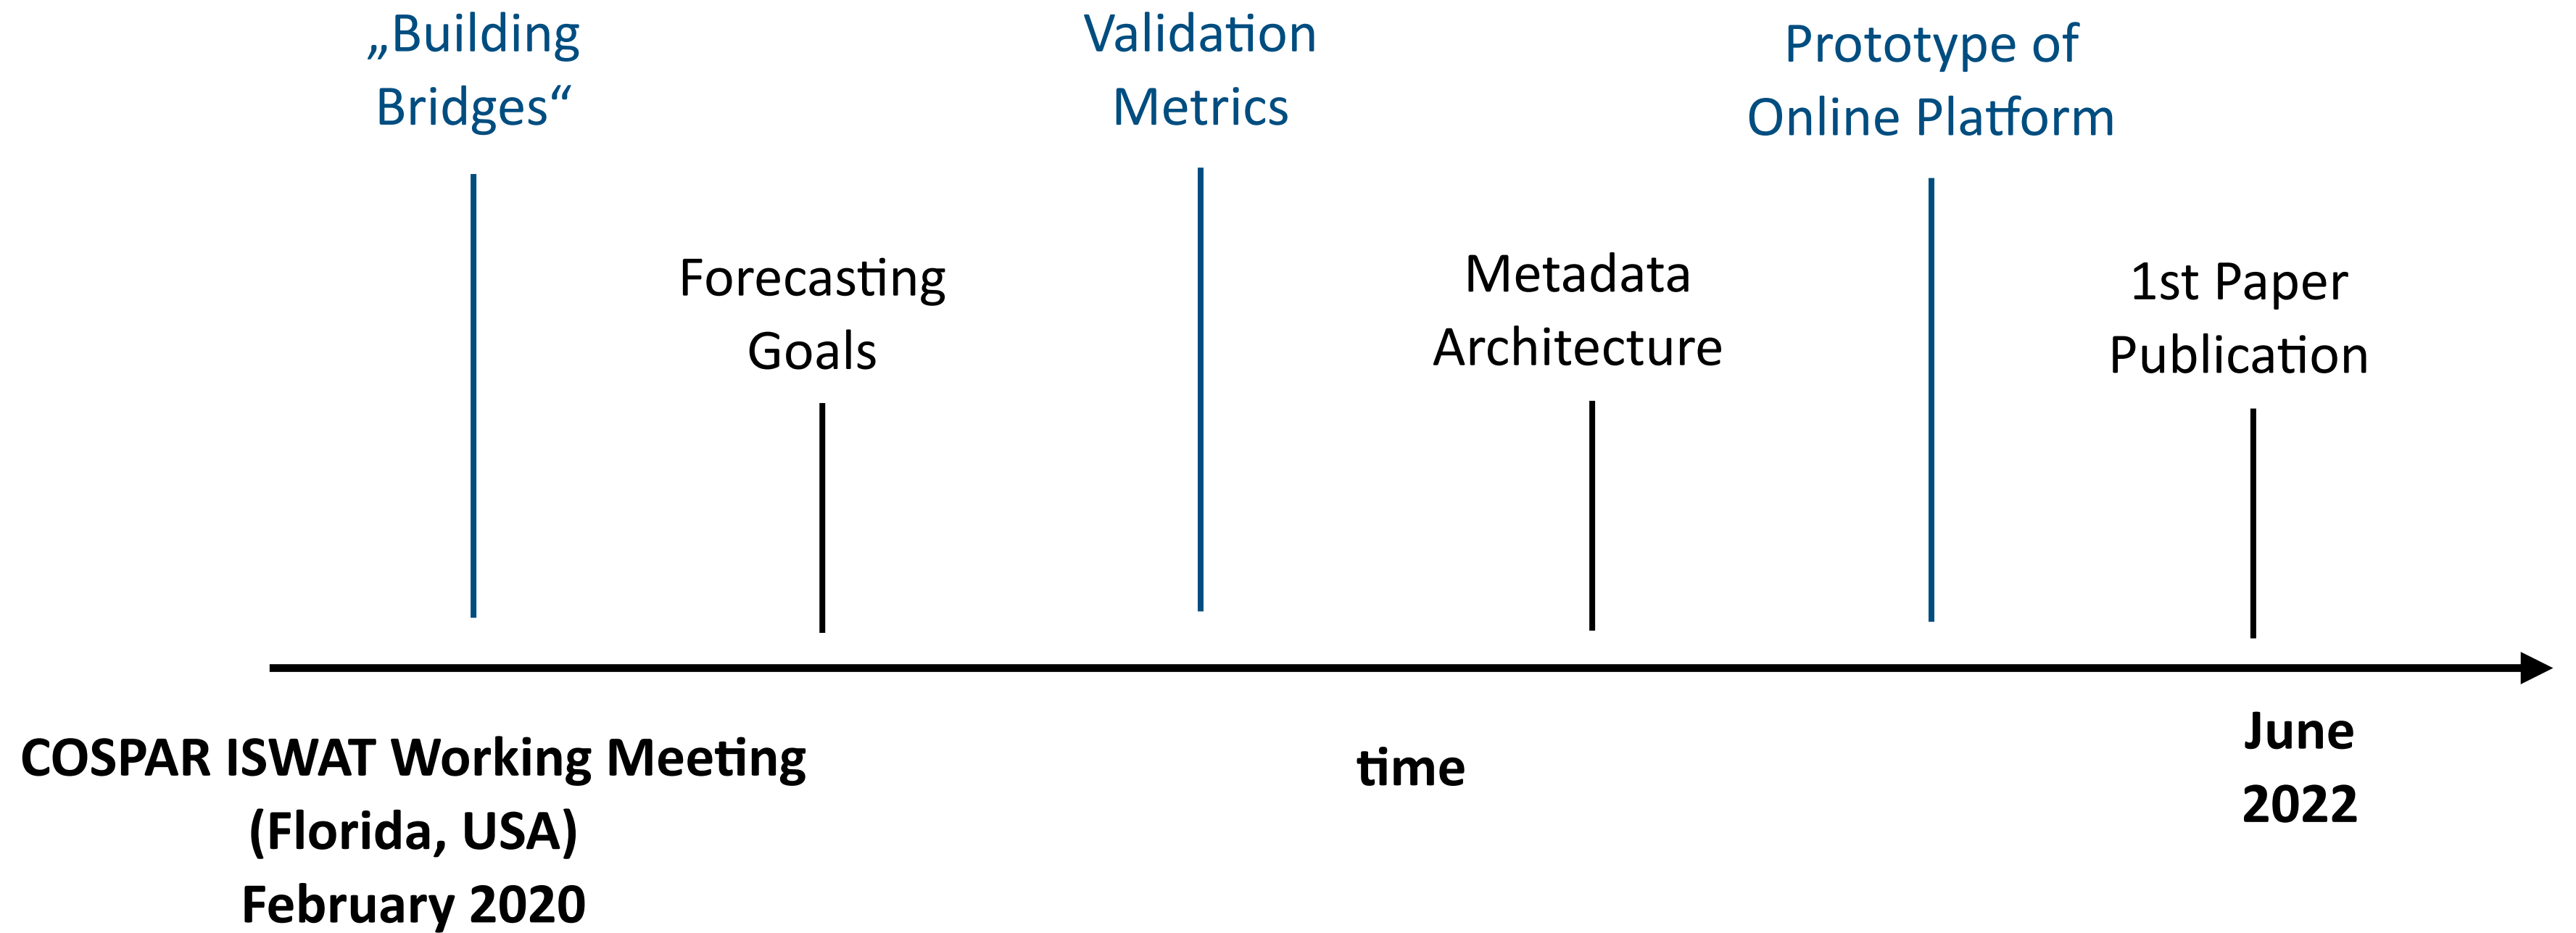 „Building
Bridges“
Validation
Metrics
Prototype of
Online Platform
Forecasting
Goals
Metadata
Architecture
1st Paper
Publication
COSPAR ISWAT Working Meeting
(Florida, USA)
February 2020
time
June
2022